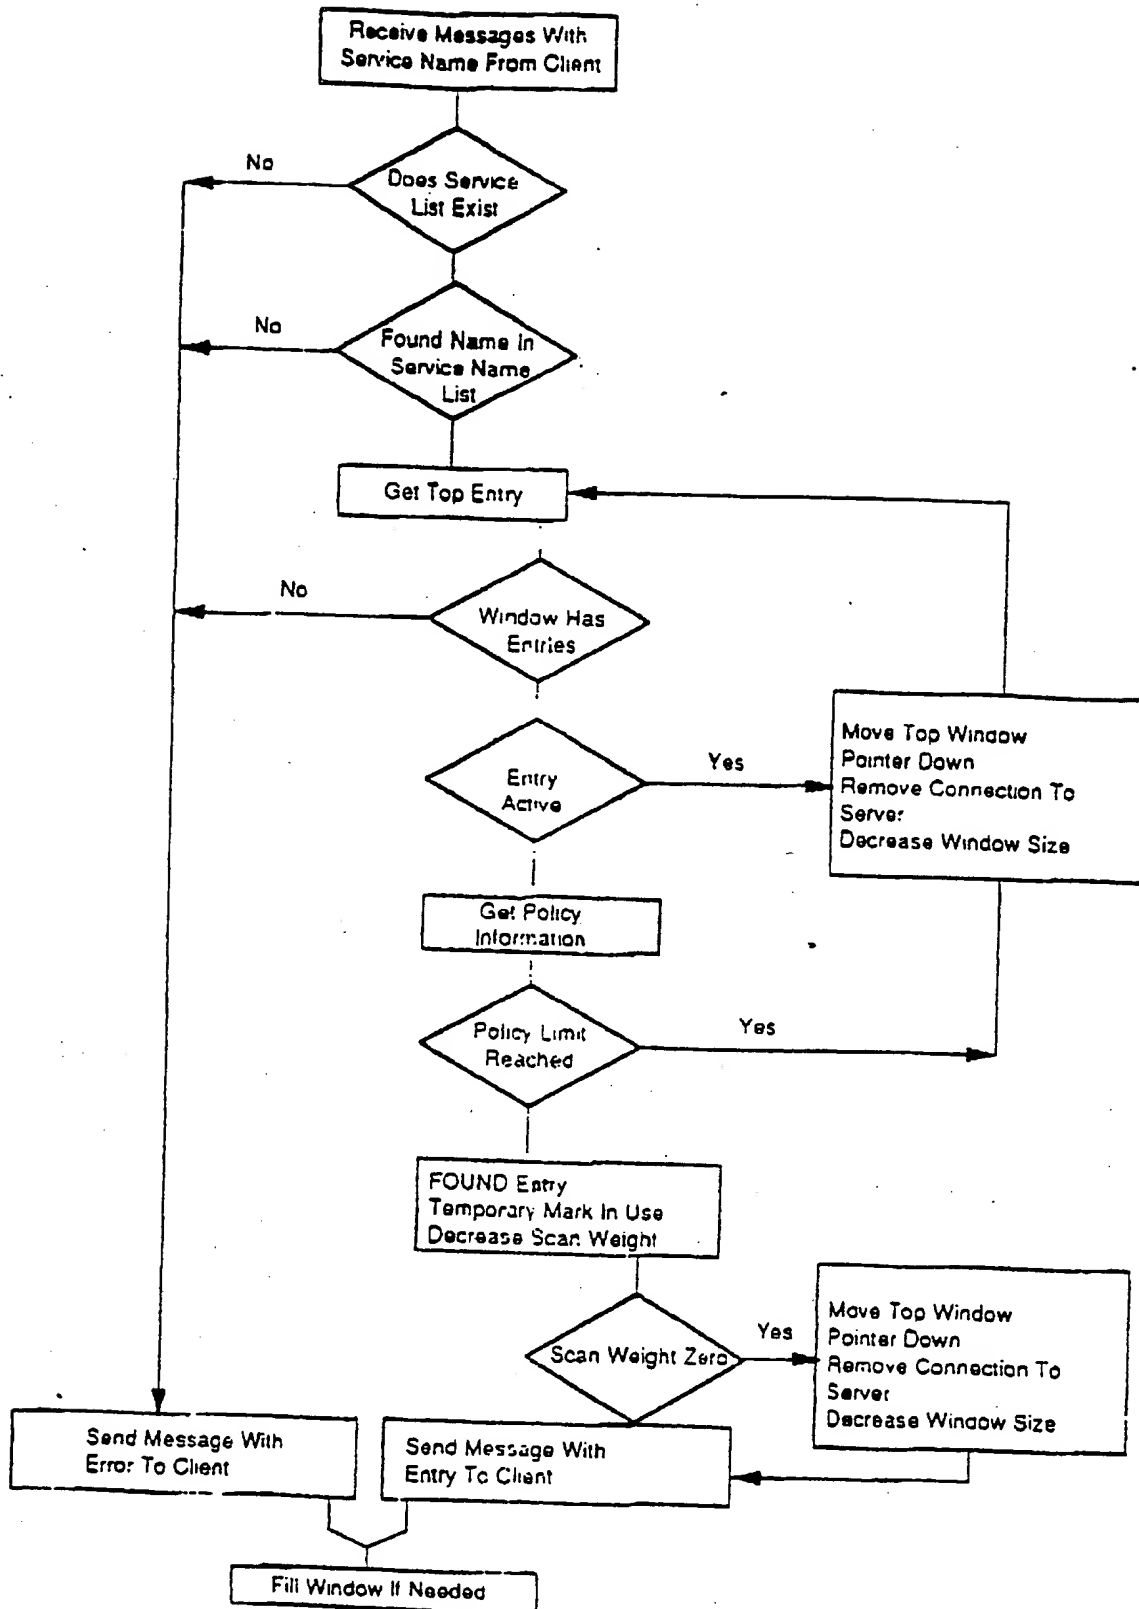 Receive Messages With
Service Name From Client
No
Does Service
List Exist
No
Found Name In
Service Name
List
Get Top Entry
No
Window Has
Entries
Move Top Window
Pointer Down
Remove Connection To
Server
Decrease Window Size
Yes
Entry
Active
Get Policy
Information
Policy Limit
Reached
Yes
FOUND Entry
Temporary Mark In Use
Decrease Scan Weight
Scan Weight Zero
Yes
Move Top Window
Pointer Down
Remove Connection To
Server
Decrease Window Size
Send Message With
Error To Client
Send Message With
Entry To Client
Fill Window If Needed